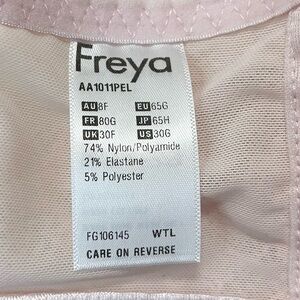 Freya
AA1011PEL
AU 8F EU 65G
FR 80G JP 65H
UK 30F US 30G
74% Nylon/Polyamide
21% Elastane
5% Polyester
FG106145 WTL
CARE ON REVERSE